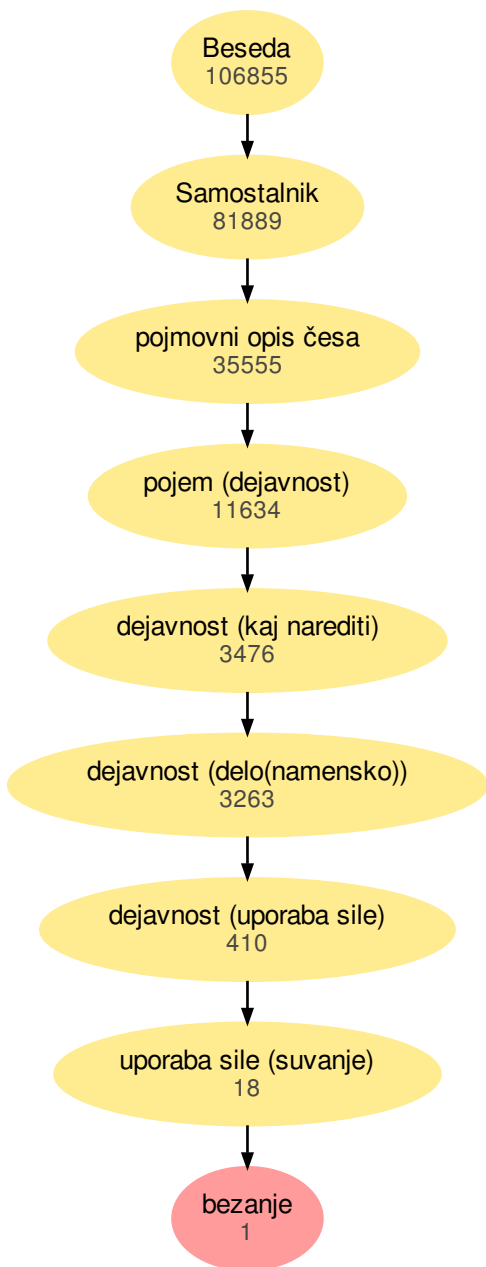 Beseda
106855
Samostalnik
81889
pojmovni opis česa
35555
pojem (dejavnost)
11634
dejavnost (kaj narediti)
3476
dejavnost (delo(namensko))
3263
dejavnost (uporaba sile)
410
uporaba sile (suvanje)
18
bezanje
1